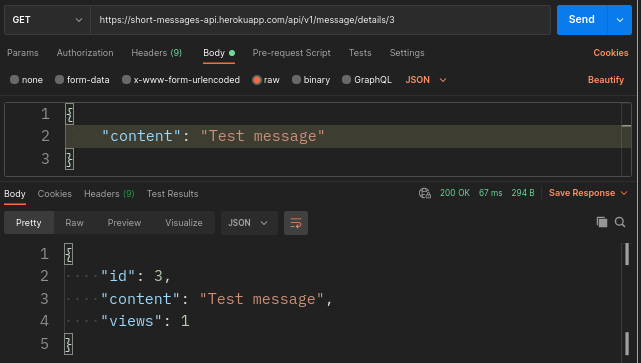 GET https://short-messages-api.herokuapp.com/api/v1/message/details/3 Send
Params Authorization Headers (9) Body Pre-request Script Tests Settings Cookies
none form-data x-www-form-urlencoded raw binary GraphQL JSON Beautify
1 {
2 "content": "Test message"
3 }
Body Cookies Headers (9) Test Results 200 OK 67 ms 294 B Save Response
Pretty Raw Preview Visualize JSON
1 {
2 "id": 3,
3 "content": "Test message",
4 "views": 1
5 }